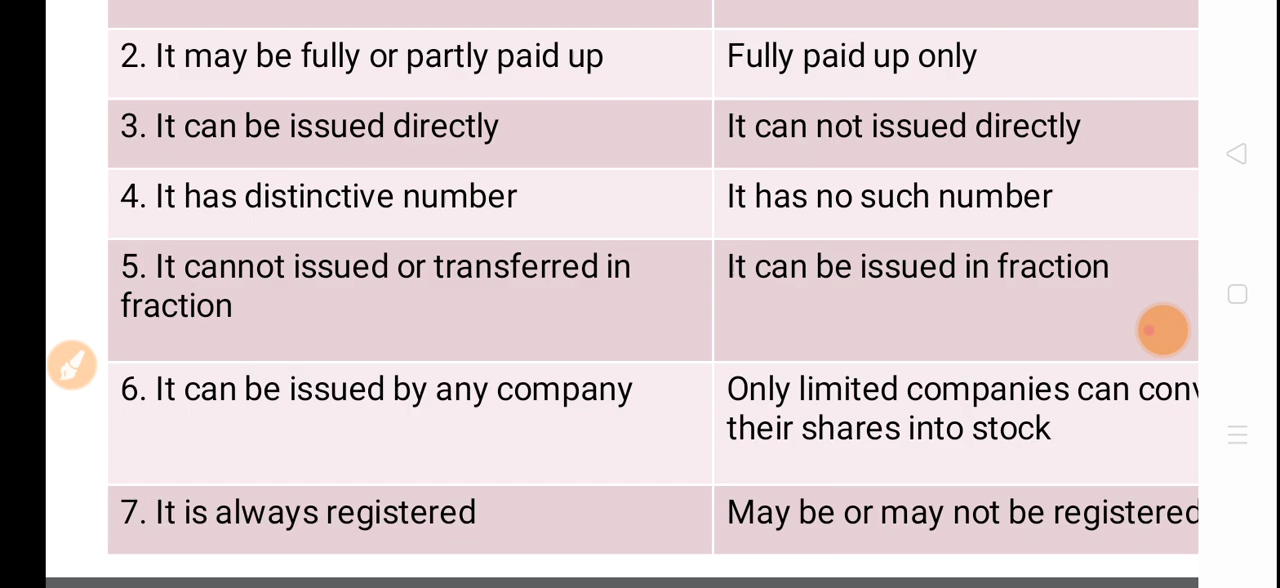 2. It may be fully or partly paid up
Fully paid up only
3. It can be issued directly
It can not issued directly
4. It has distinctive number
It has no such number
5. It cannot issued or transferred in
fraction
It can be issued in fraction
6. It can be issued by any company
Only limited companies can
their shares into stock
7. It is always registered
May be or may not be registered